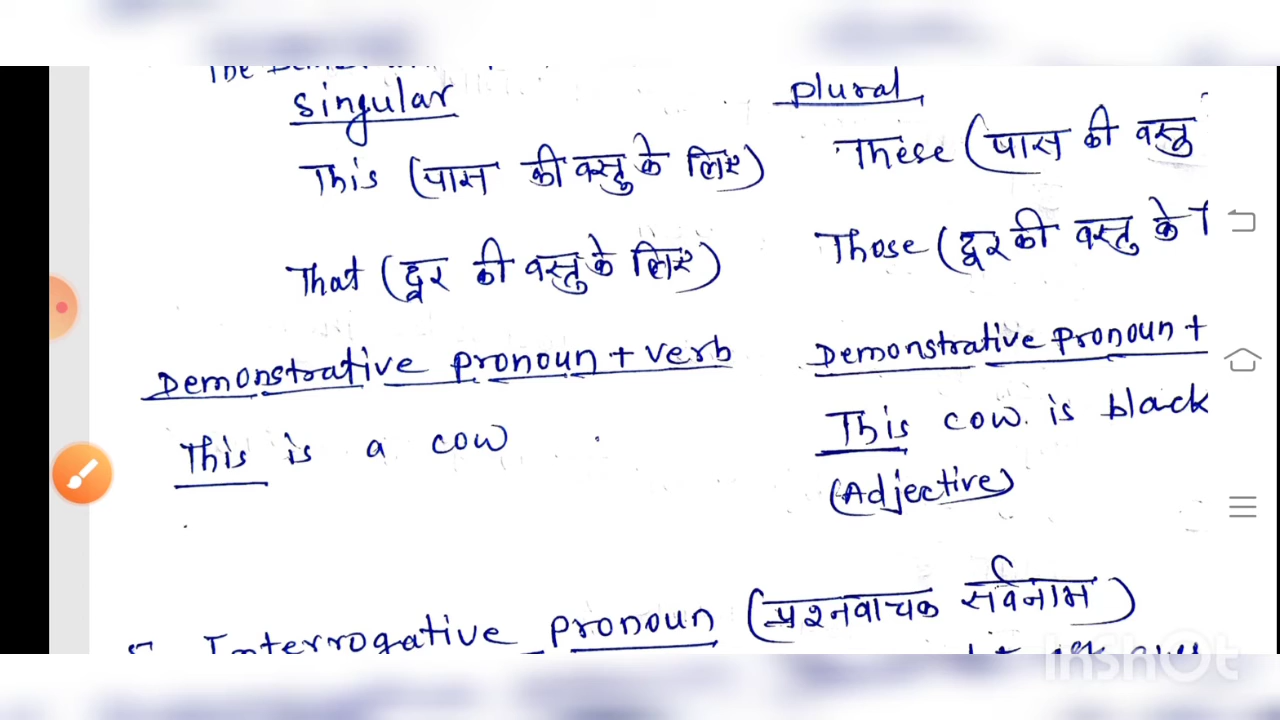 singular plural
This (पास की वस्तु के लिए) These (पास की वस्तु
That (दूर की वस्तु के लिए) Those (दूर की वस्तु के
Demonstrative pronoun + verb Demonstrative pronoun +
This is a cow This cow is black
(Adjective)
Interrogative pronoun (प्रश्नवाचक सर्वनाम)
InShOt